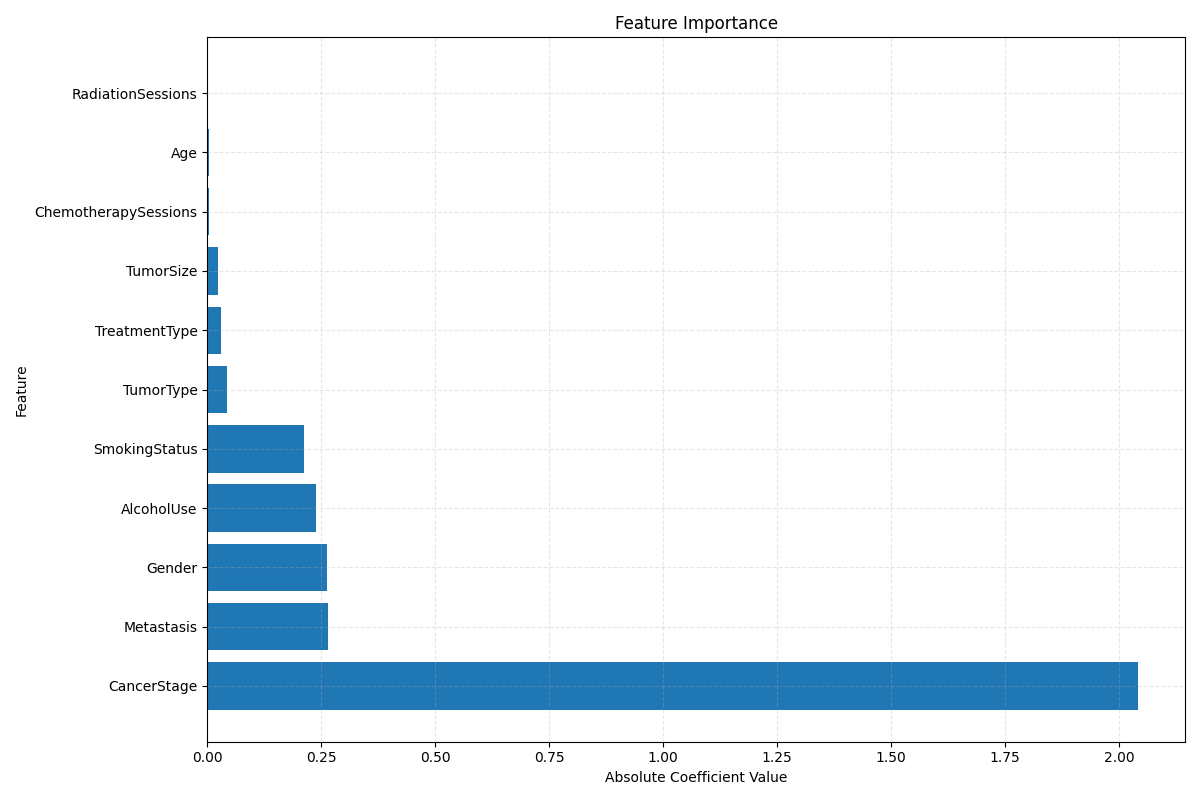 Feature Importance
RadiationSessions
Age
ChemotherapySessions
TumorSize
TreatmentType
TumorType
SmokingStatus
AlcoholUse
Gender
Metastasis
CancerStage
Feature
0.00 0.25 0.50 0.75 1.00 1.25 1.50 1.75 2.00
Absolute Coefficient Value